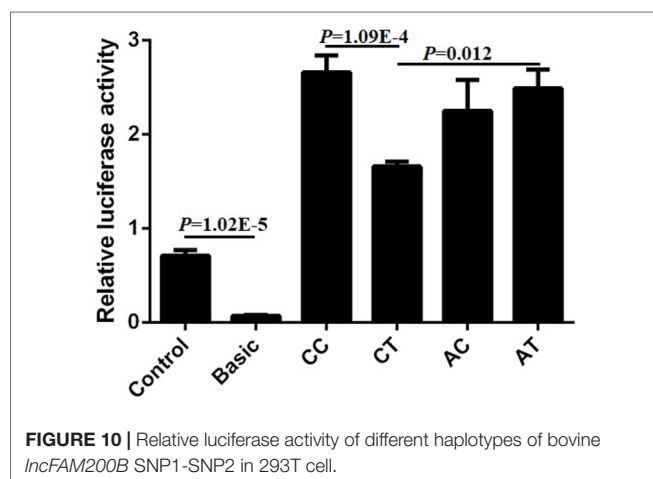 P=1.09E-4
P=0.012
P=1.02E-5
Relative luciferase activity
3
2
1
0
Control
Basic
CC
CT
AC
AT
FIGURE 10 | Relative luciferase activity of different haplotypes of bovine
lncFAM200B SNP1-SNP2 in 293T cell.